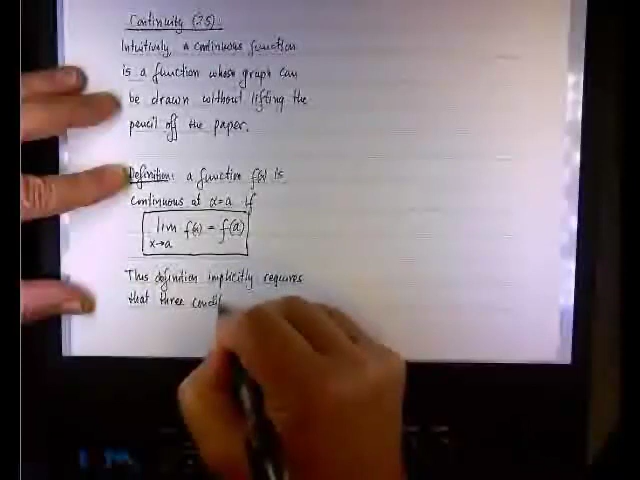 Continuity (2.5):
Intuitively, a continuous function
is a function whose graph can
be drawn without lifting the
pencil off the paper.
Definition: a function f(x) is
continuous at x=a if
lim f(x) = f(a)
x→a
This definition implicitly requires
that three condi